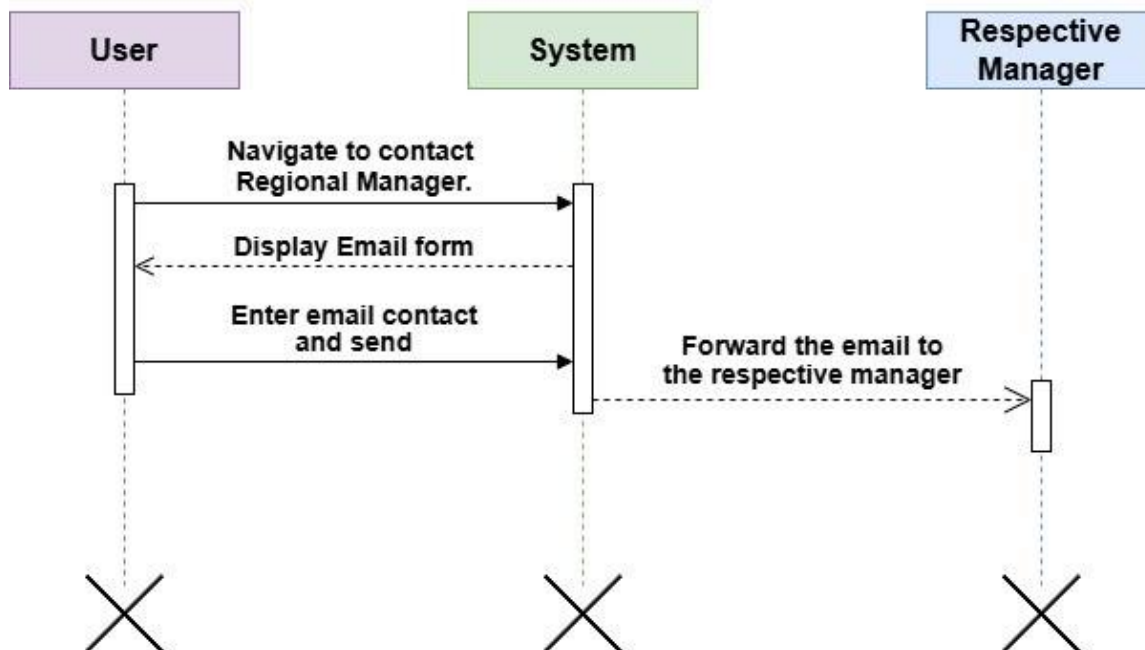 User
System
Respective
Manager
Navigate to contact
Regional Manager.
Display Email form
Enter email contact
and send
Forward the email to
the respective manager